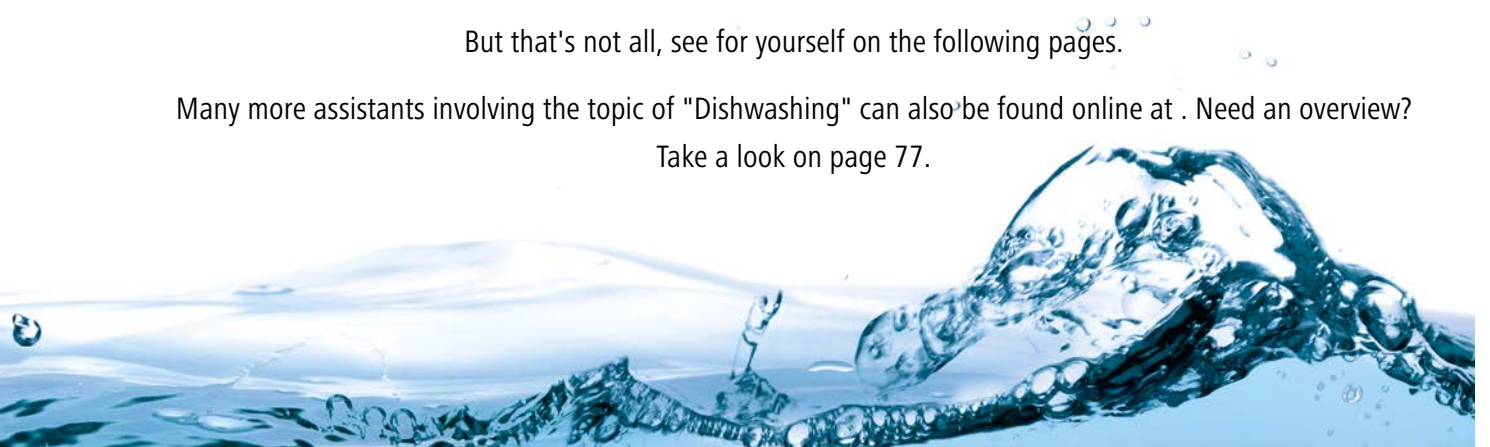 But that's not all, see for yourself on the following pages.
Many more assistants involving the topic of "Dishwashing" can also be found online at . Need an overview?
Take a look on page 77.